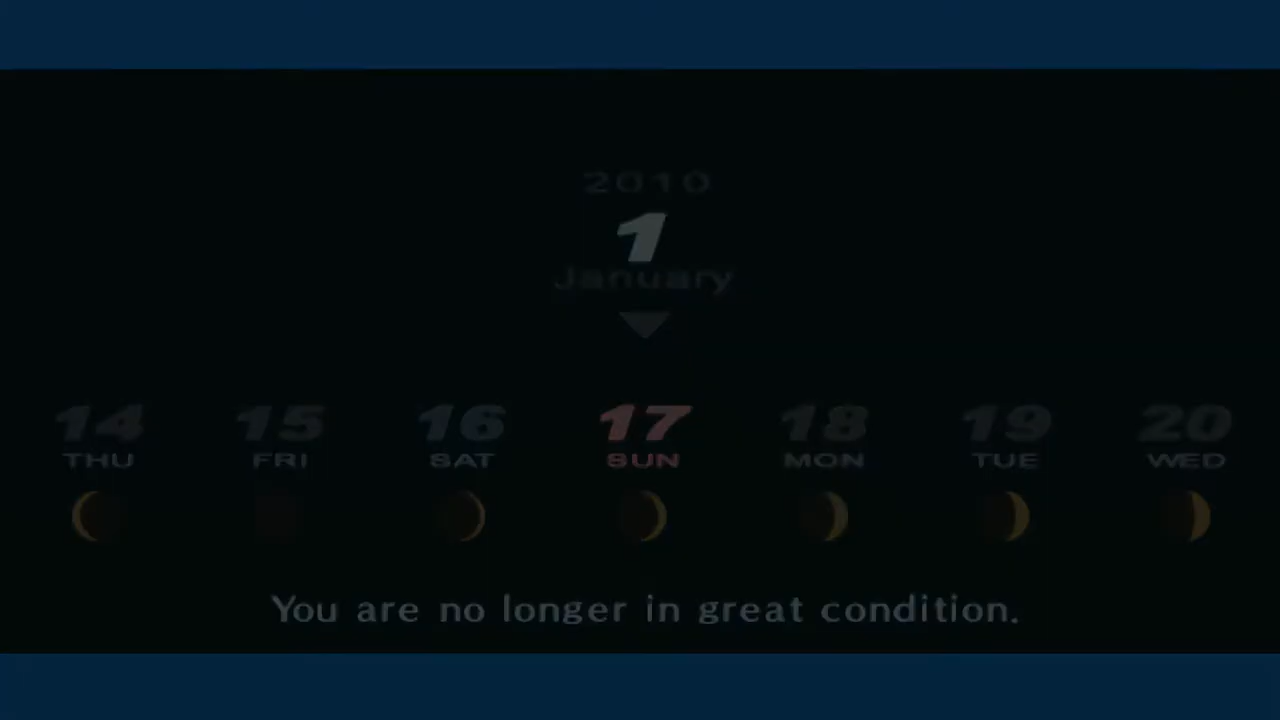 2010
1
January
14 15 16 17 18 19 20
THU FRI SAT SUN MON TUE WED
You are no longer in great condition.